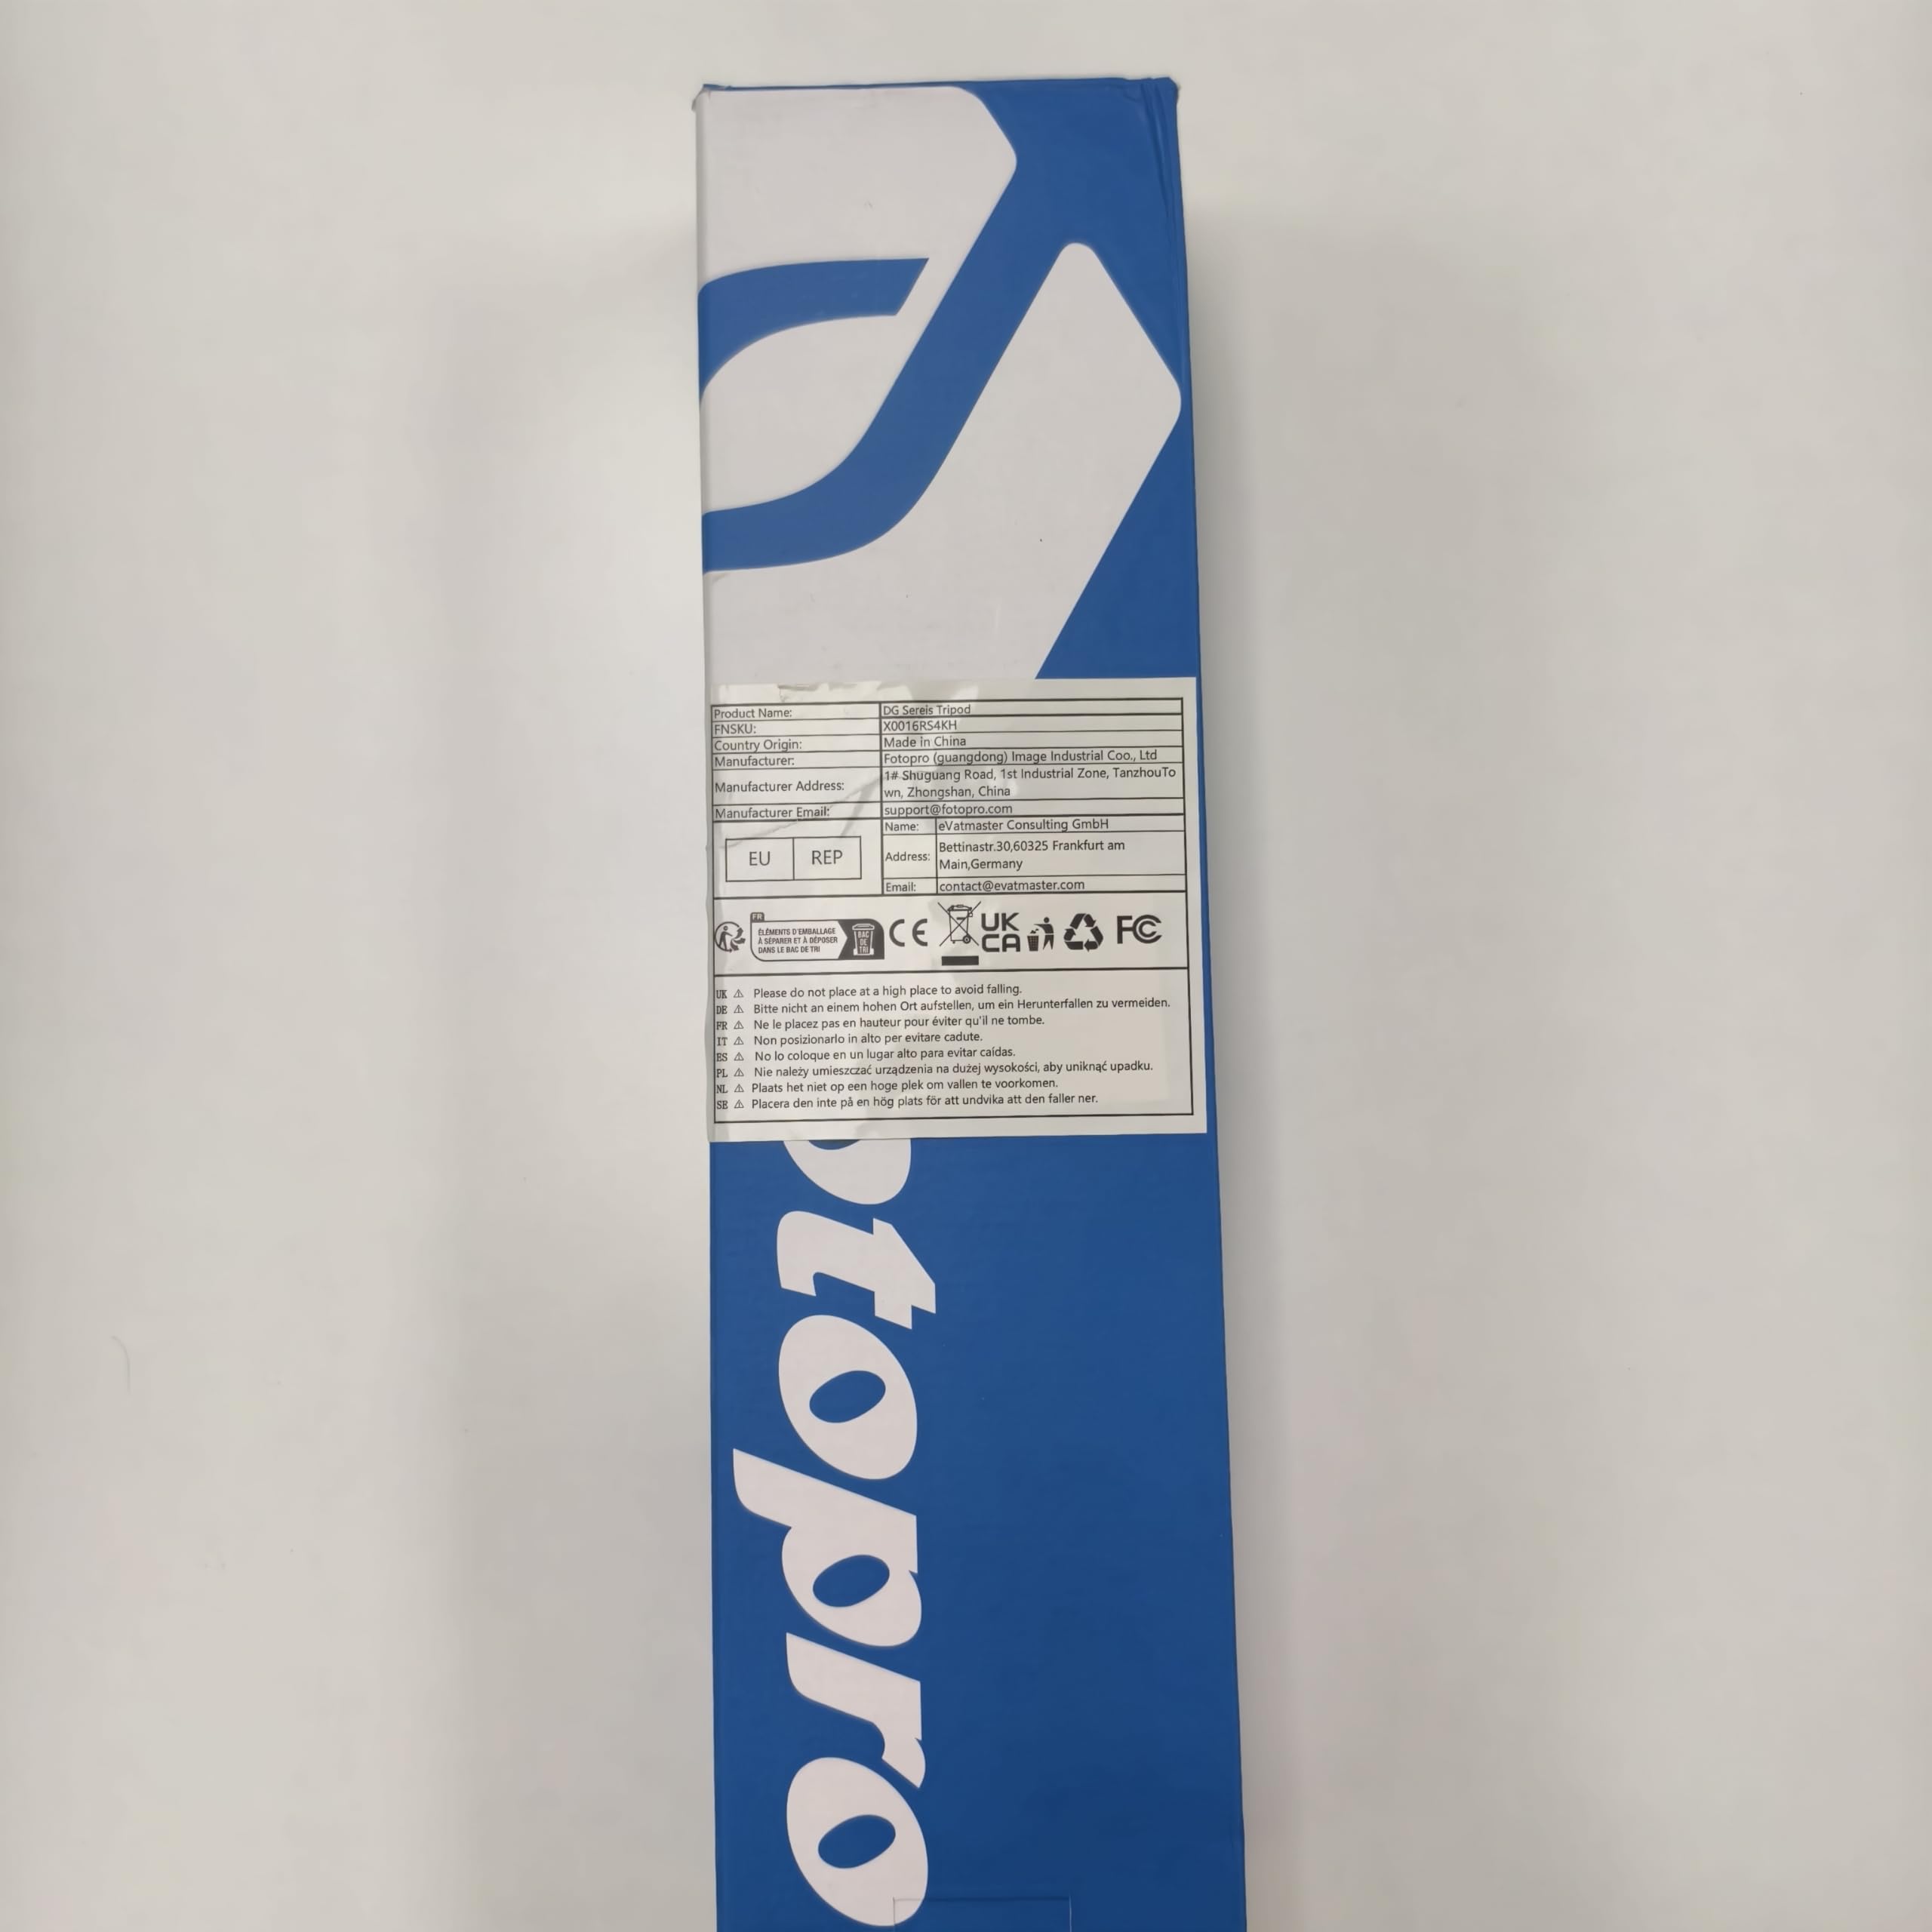 Product Name: DG Sereis Tripod
FNSKU: X0016RS4KH
Country Origin: Made in China
Manufacturer: Fotopro (guangdong) Image Industrial Coo., Ltd
Manufacturer Address: 1# Shuguang Road, 1st Industrial Zone, TanzhouTo
wn, Zhongshan, China
Manufacturer Email: support@fotopro.com
EU REP
Name: eVatmaster Consulting GmbH
Address: Bettinastr.30,60325 Frankfurt am
Main,Germany
Email: contact@evatmaster.com
FR
ÉLÉMENTS D'EMBALLAGE
À SÉPARER ET À DÉPOSER
DANS LE BAC DE TRI
BAC
DE
TRI
CE
UK
CA
FC
UK ⚠ Please do not place at a high place to avoid falling.
DE ⚠ Bitte nicht an einem hohen Ort aufstellen, um ein Herunterfallen zu vermeiden.
FR ⚠ Ne le placez pas en hauteur pour éviter qu'il ne tombe.
IT ⚠ Non posizionarlo in alto per evitare cadute.
ES ⚠ No lo coloque en un lugar alto para evitar caídas.
PL ⚠ Nie należy umieszczać urządzenia na dużej wysokości, aby uniknąć upadku.
NL ⚠ Plaats het niet op een hoge plek om vallen te voorkomen.
SE ⚠ Placera den inte på en hög plats för att undvika att den faller ner.
otopro